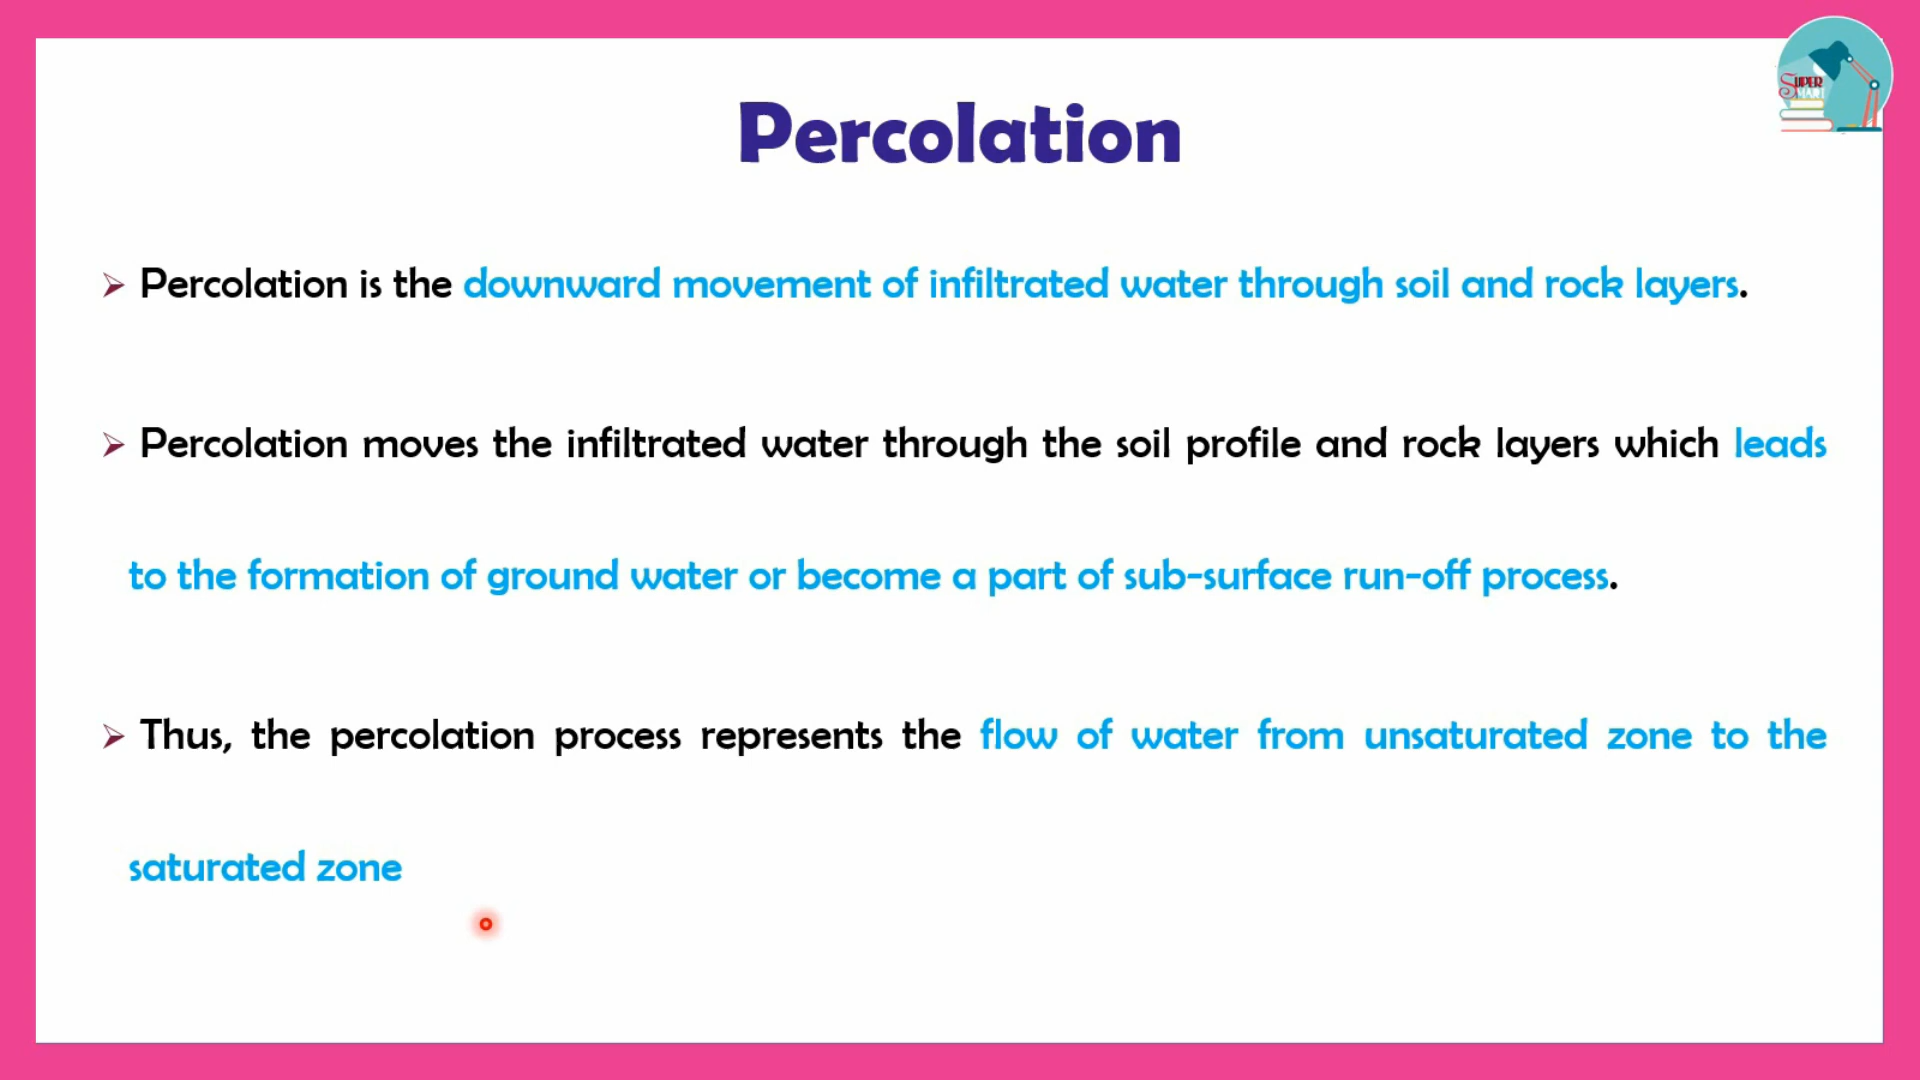 SUPER
Percolation
Percolation is the downward movement of infiltrated water through soil and rock layers.
Percolation moves the infiltrated water through the soil profile and rock layers which leads
to the formation of ground water or become a part of sub-surface run-off process.
Thus, the percolation process represents the flow of water from unsaturated zone to the
saturated zone